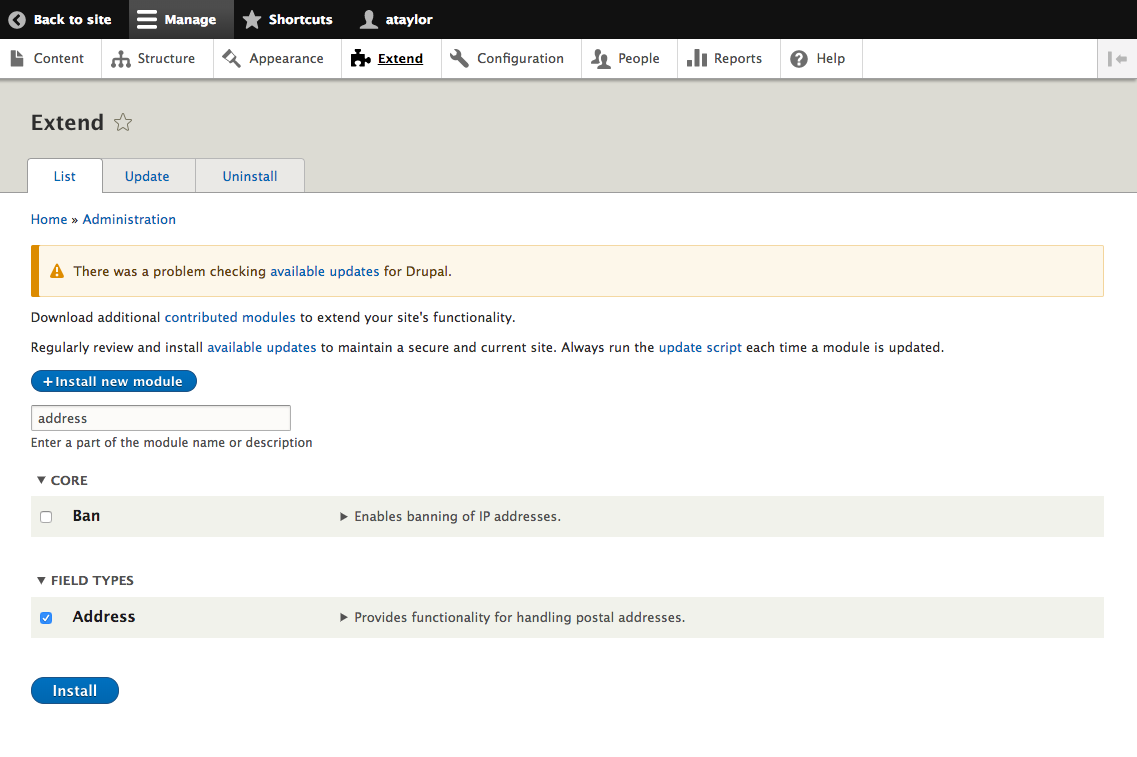 Back to site Manage Shortcuts ataylor
Content Structure Appearance Extend Configuration People Reports Help
Extend
List Update Uninstall
Home » Administration
There was a problem checking available updates for Drupal.
Download additional contributed modules to extend your site's functionality.
Regularly review and install available updates to maintain a secure and current site. Always run the update script each time a module is updated.
+Install new module
address
Enter a part of the module name or description
▼ CORE
Ban ► Enables banning of IP addresses.
▼ FIELD TYPES
Address ► Provides functionality for handling postal addresses.
Install